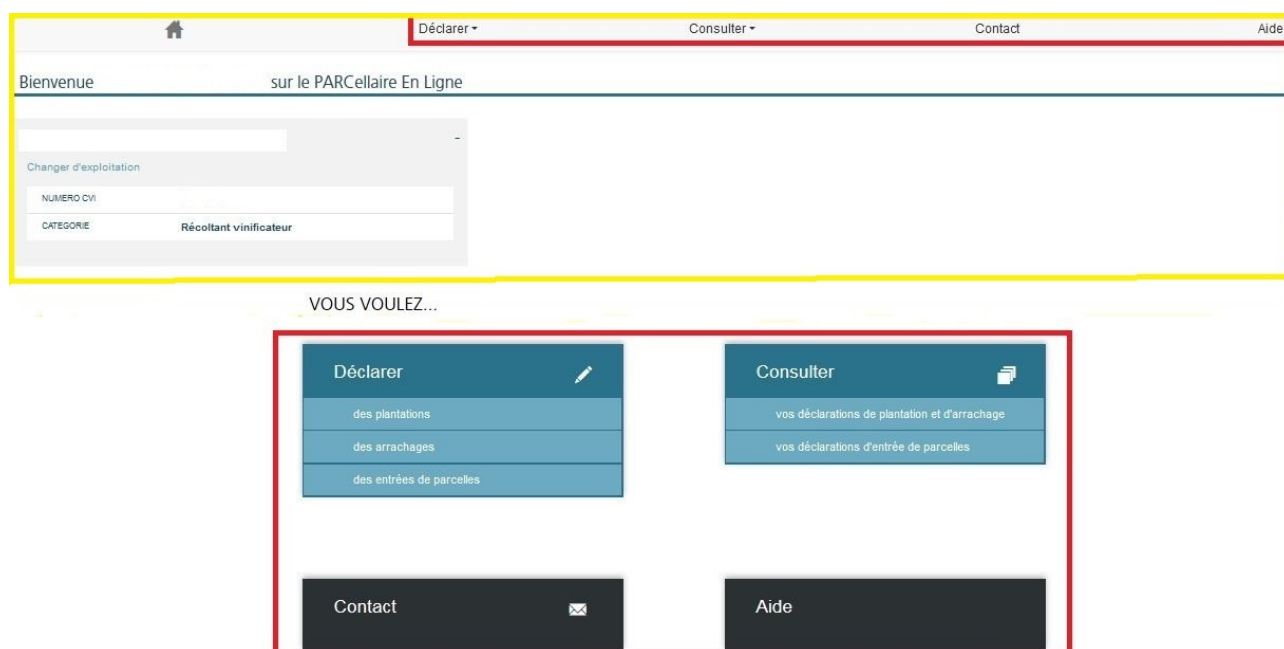 Déclarer Consulter Contact Aide
Bienvenue sur le PARCellaire En Ligne
-
Changer d'exploitation
NUMERO CVI
CATEGORIE Récoltant vinificateur
VOUS VOULEZ...
Déclarer
des plantations
des arrachages
des entrées de parcelles
Consulter
vos déclarations de plantation et d'arrachage
vos déclarations d'entrée de parcelles
Contact
Aide